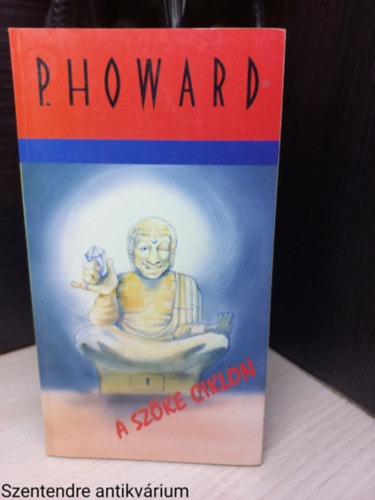 P. HOWARD
A SZŐKE CIKLON
Szentendre antikvárium